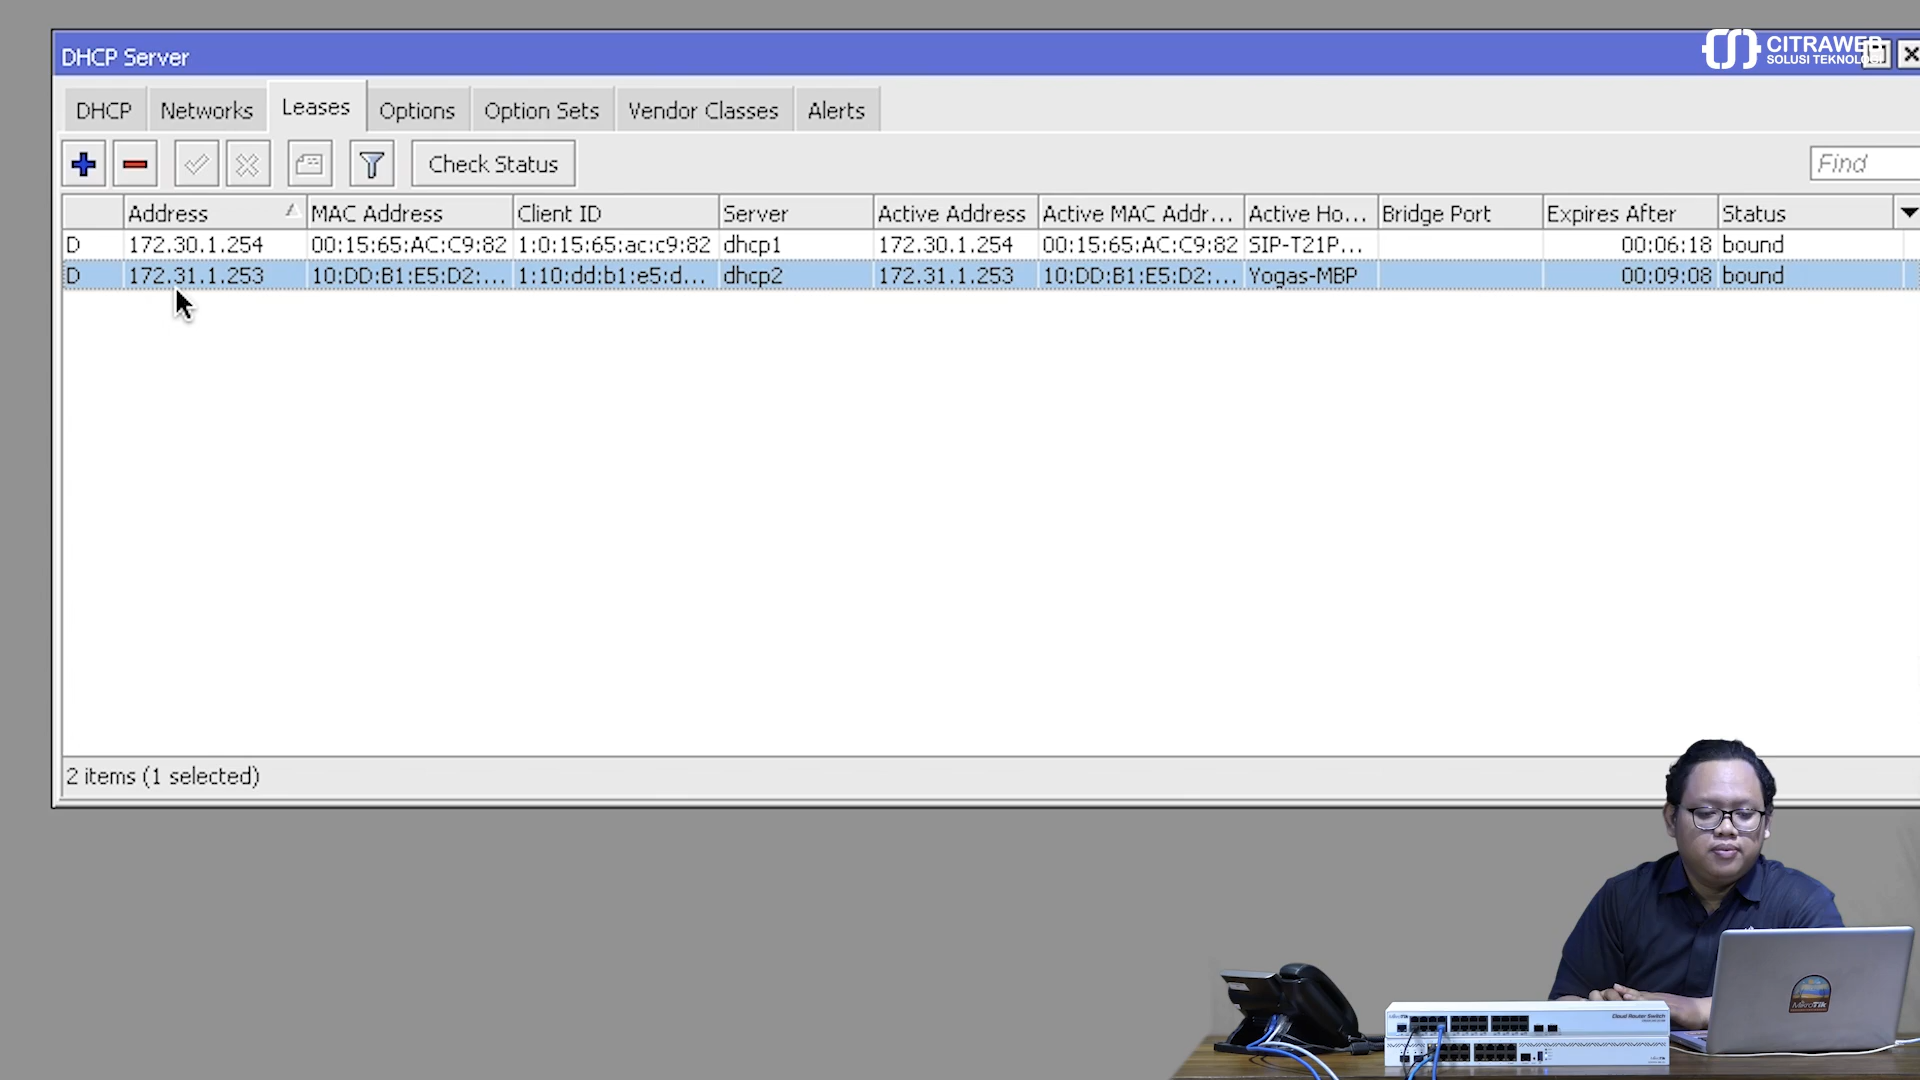 DHCP Server
CITRAWEB
SOLUSI TEKNOLOGI
DHCP Networks Leases Options Option Sets Vendor Classes Alerts
Check Status Find
Address MAC Address Client ID Server Active Address Active MAC Addr... Active Ho... Bridge Port Expires After Status
D 172.30.1.254 00:15:65:AC:C9:82 1:0:15:65:ac:c9:82 dhcp1 172.30.1.254 00:15:65:AC:C9:82 SIP-T21P... 00:06:18 bound
D 172.31.1.253 10:DD:B1:E5:D2:... 1:10:dd:b1:e5:d... dhcp2 172.31.1.253 10:DD:B1:E5:D2:... Yogas-MBP 00:09:08 bound
2 items (1 selected)
MikroTik
Cloud Router Switch